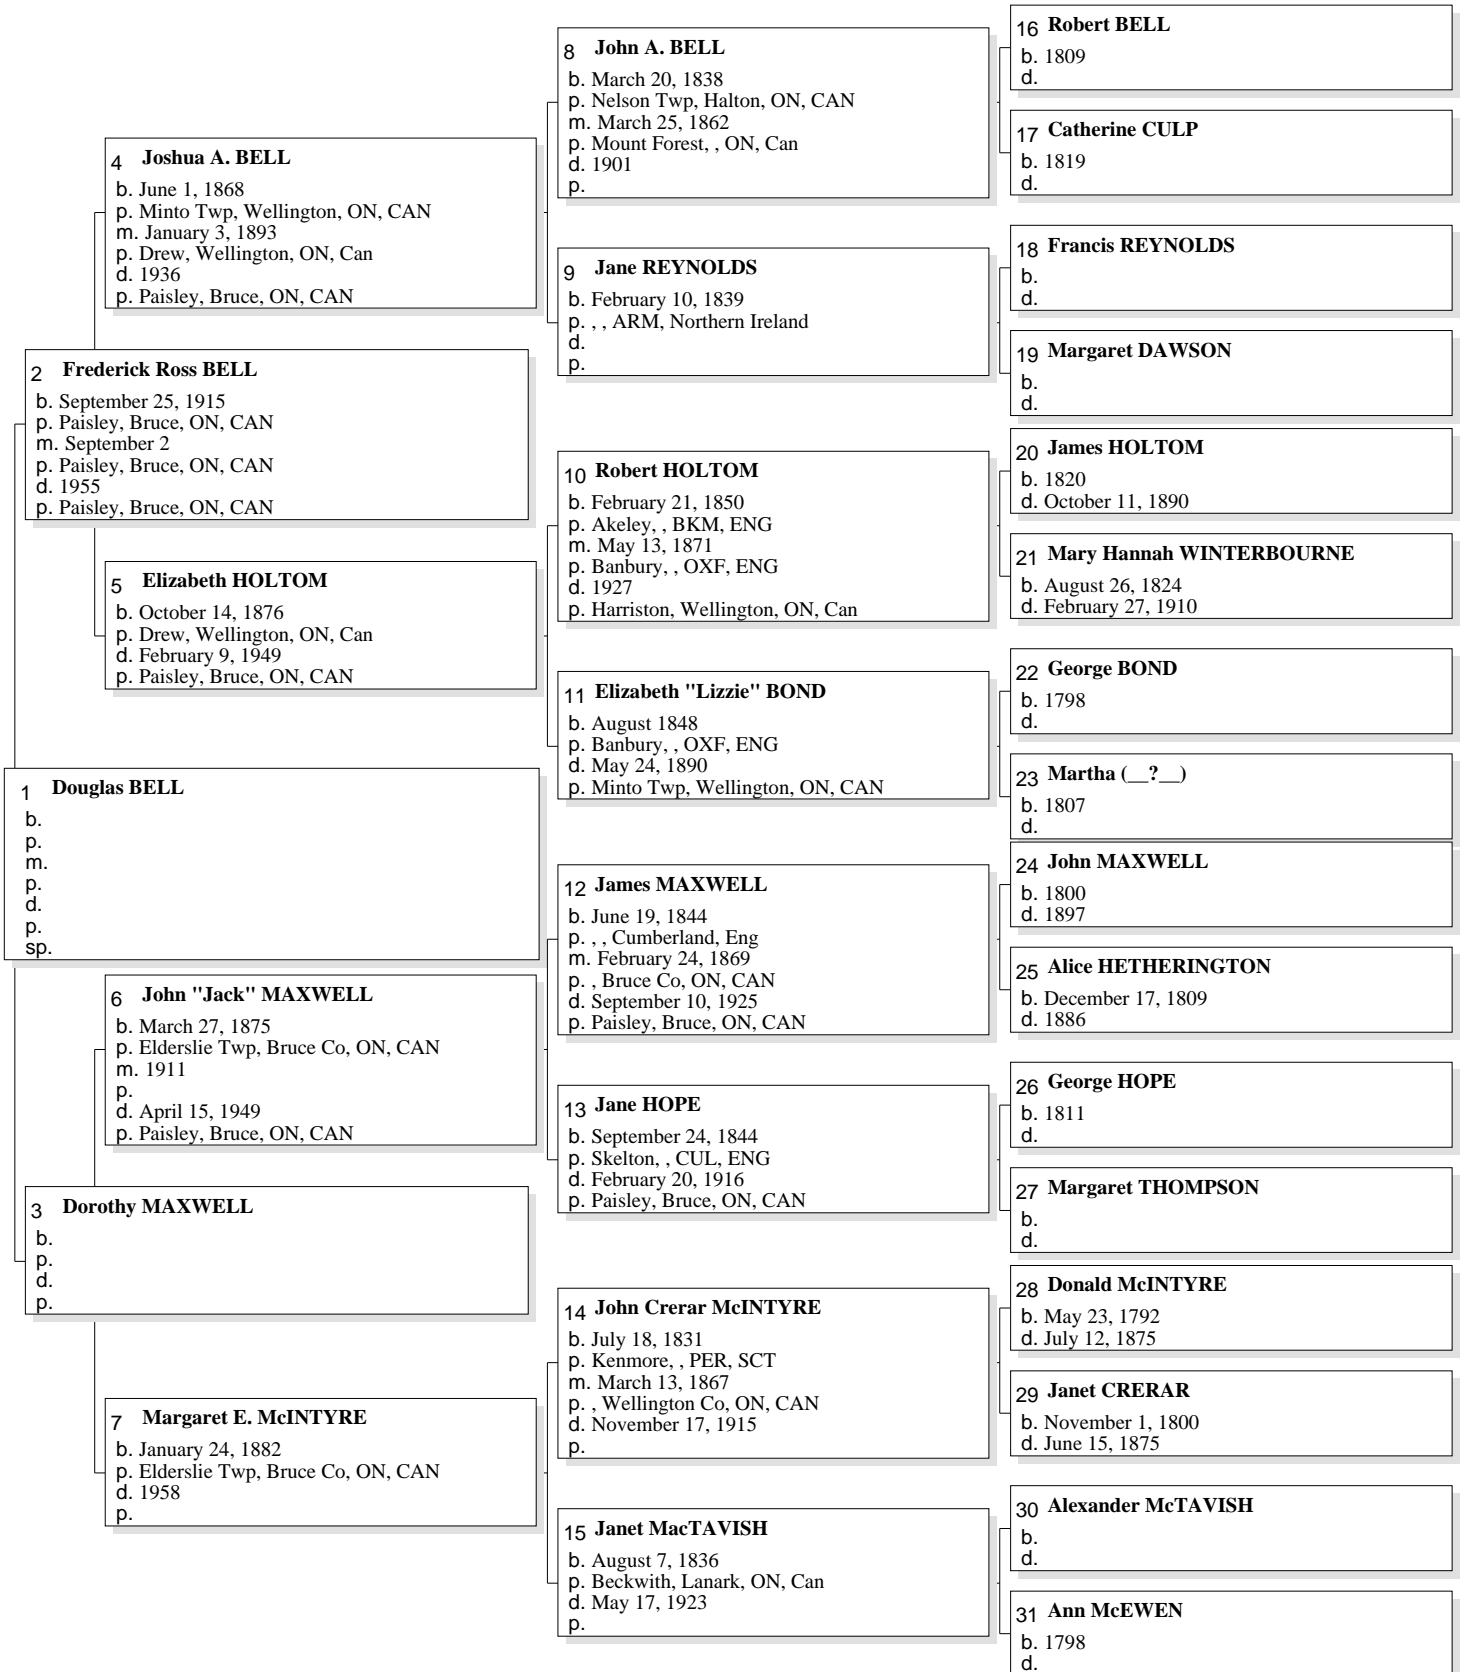 1 Douglas BELL
b.
p.
m.
p.
d.
p.
sp.
2 Frederick Ross BELL
b. September 25, 1915
p. Paisley, Bruce, ON, CAN
m. September 2
p. Paisley, Bruce, ON, CAN
d. 1955
p. Paisley, Bruce, ON, CAN
3 Dorothy MAXWELL
b.
p.
d.
p.
4 Joshua A. BELL
b. June 1, 1868
p. Minto Twp, Wellington, ON, CAN
m. January 3, 1893
p. Drew, Wellington, ON, Can
d. 1936
p. Paisley, Bruce, ON, CAN
5 Elizabeth HOLTOM
b. October 14, 1876
p. Drew, Wellington, ON, Can
d. February 9, 1949
p. Paisley, Bruce, ON, CAN
6 John "Jack" MAXWELL
b. March 27, 1875
p. Elderslie Twp, Bruce Co, ON, CAN
m. 1911
p.
d. April 15, 1949
p. Paisley, Bruce, ON, CAN
7 Margaret E. McINTYRE
b. January 24, 1882
p. Elderslie Twp, Bruce Co, ON, CAN
d. 1958
p.
8 John A. BELL
b. March 20, 1838
p. Nelson Twp, Halton, ON, CAN
m. March 25, 1862
p. Mount Forest, , ON, Can
d. 1901
p.
9 Jane REYNOLDS
b. February 10, 1839
p. , , ARM, Northern Ireland
d.
p.
10 Robert HOLTOM
b. February 21, 1850
p. Akeley, , BKM, ENG
m. May 13, 1871
p. Banbury, , OXF, ENG
d. 1927
p. Harriston, Wellington, ON, Can
11 Elizabeth "Lizzie" BOND
b. August 1848
p. Banbury, , OXF, ENG
d. May 24, 1890
p. Minto Twp, Wellington, ON, CAN
12 James MAXWELL
b. June 19, 1844
p. , , Cumberland, Eng
m. February 24, 1869
p. , Bruce Co, ON, CAN
d. September 10, 1925
p. Paisley, Bruce, ON, CAN
13 Jane HOPE
b. September 24, 1844
p. Skelton, , CUL, ENG
d. February 20, 1916
p. Paisley, Bruce, ON, CAN
14 John Crerar McINTYRE
b. July 18, 1831
p. Kenmore, , PER, SCT
m. March 13, 1867
p. , Wellington Co, ON, CAN
d. November 17, 1915
p.
15 Janet MacTAVISH
b. August 7, 1836
p. Beckwith, Lanark, ON, Can
d. May 17, 1923
p.
16 Robert BELL
b. 1809
d.
17 Catherine CULP
b. 1819
d.
18 Francis REYNOLDS
b.
d.
19 Margaret DAWSON
b.
d.
20 James HOLTOM
b. 1820
d. October 11, 1890
21 Mary Hannah WINTERBOURNE
b. August 26, 1824
d. February 27, 1910
22 George BOND
b. 1798
d.
23 Martha (__?__)
b. 1807
d.
24 John MAXWELL
b. 1800
d. 1897
25 Alice HETHERINGTON
b. December 17, 1809
d. 1886
26 George HOPE
b. 1811
d.
27 Margaret THOMPSON
b.
d.
28 Donald McINTYRE
b. May 23, 1792
d. July 12, 1875
29 Janet CRERAR
b. November 1, 1800
d. June 15, 1875
30 Alexander McTAVISH
b.
d.
31 Ann McEWEN
b. 1798
d.